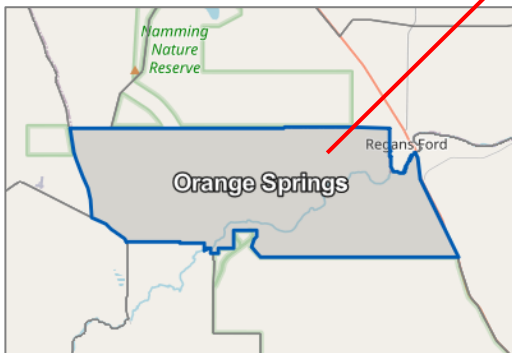 Namming
Nature
Reserve
Regans Ford
Orange Springs